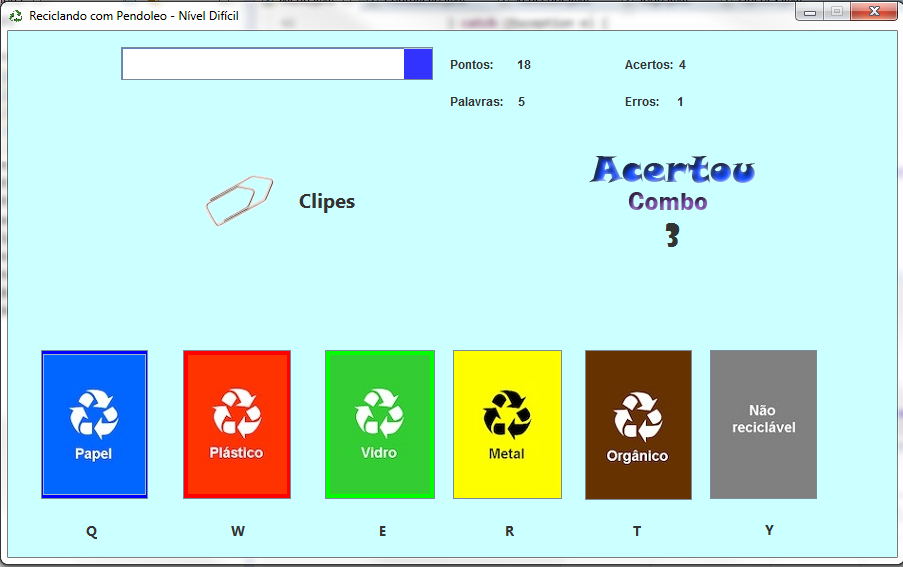 Reciclando com Pendoleo - Nível Difícil
Pontos: 18 Acertos: 4
Palavras: 5 Erros: 1
Acertou
Clipes
Combo
3
Papel
Plástico
Vidro
Metal
Orgânico
Não
reciclável
Q W E R T Y